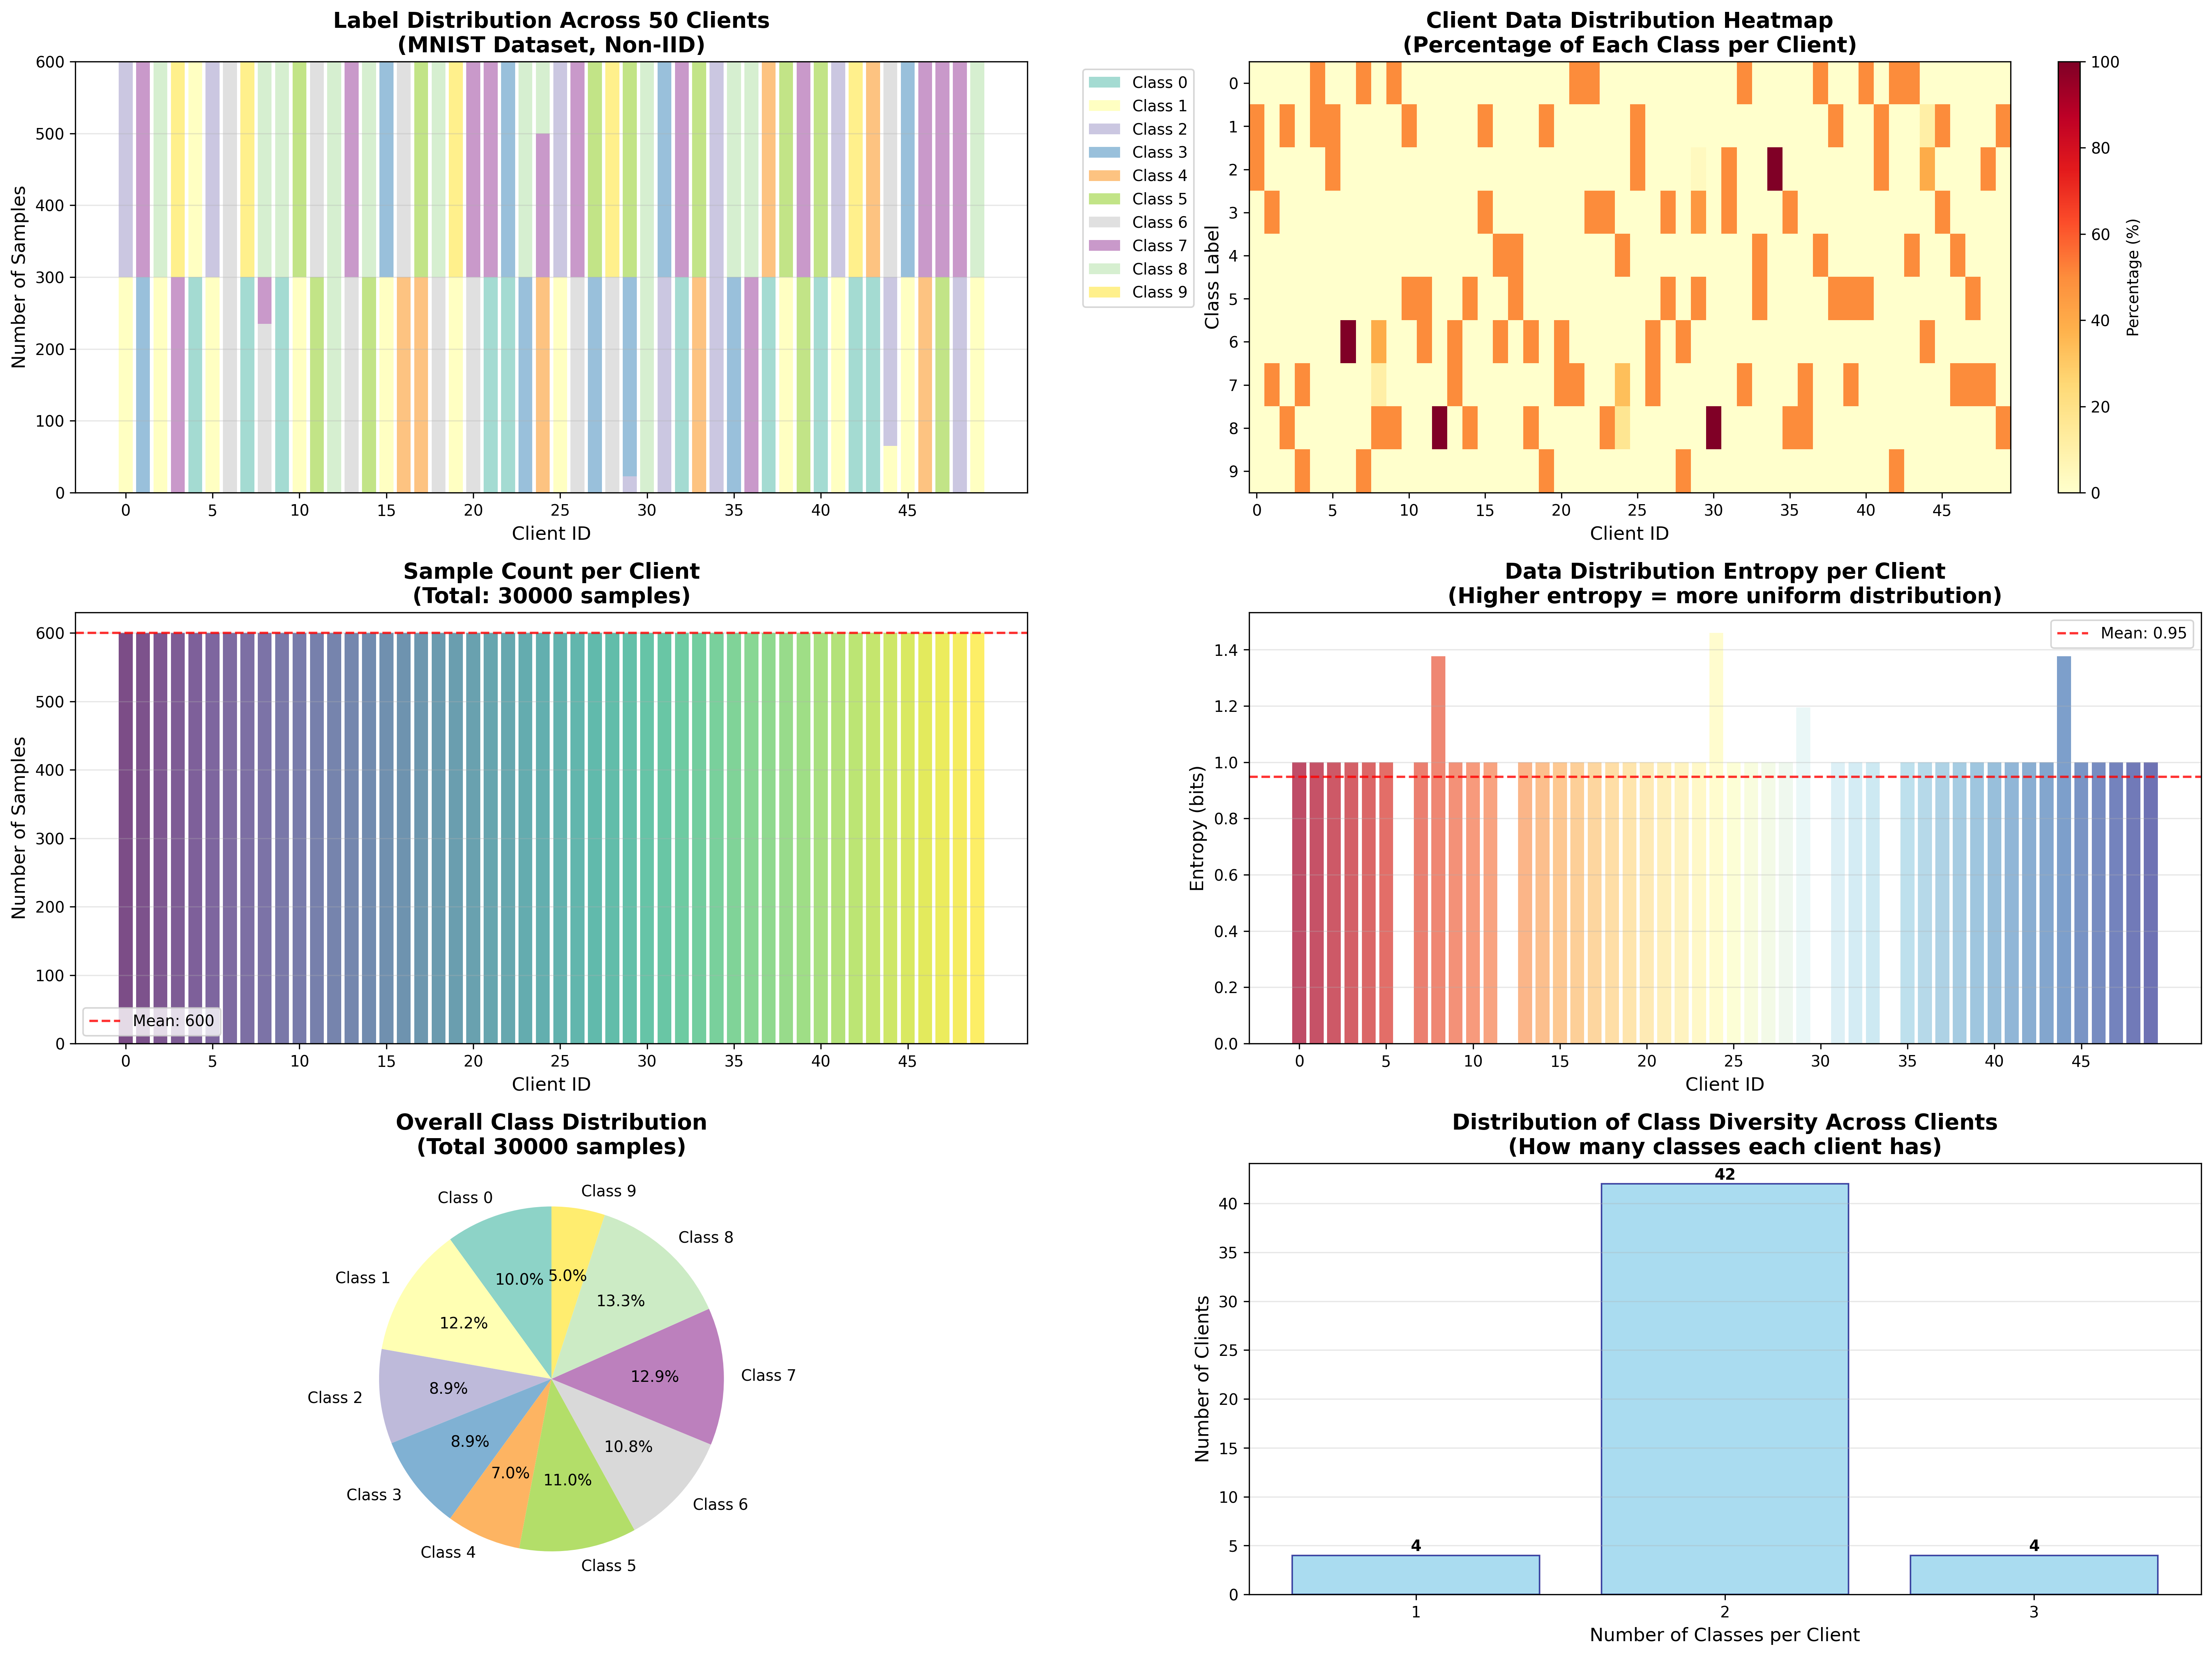 Label Distribution Across 50 Clients
(MNIST Dataset, Non-IID)
Number of Samples
600
500
400
300
200
100
0
0 5 10 15 20 25 30 35 40 45
Client ID
Class 0
Class 1
Class 2
Class 3
Class 4
Class 5
Class 6
Class 7
Class 8
Class 9
Client Data Distribution Heatmap
(Percentage of Each Class per Client)
Class Label
0
1
2
3
4
5
6
7
8
9
0 5 10 15 20 25 30 35 40 45
Client ID
100
80
60
40
20
0
Percentage (%)
Sample Count per Client
(Total: 30000 samples)
Number of Samples
600
500
400
300
200
100
0
Mean: 600
0 5 10 15 20 25 30 35 40 45
Client ID
Data Distribution Entropy per Client
(Higher entropy = more uniform distribution)
Entropy (bits)
1.4
1.2
1.0
0.8
0.6
0.4
0.2
0.0
Mean: 0.95
0 5 10 15 20 25 30 35 40 45
Client ID
Overall Class Distribution
(Total 30000 samples)
Class 0
10.0%
Class 1
12.2%
Class 2
8.9%
Class 3
8.9%
Class 4
7.0%
Class 5
11.0%
Class 6
10.8%
Class 7
12.9%
Class 8
13.3%
Class 9
5.0%
Distribution of Class Diversity Across Clients
(How many classes each client has)
Number of Clients
40
35
30
25
20
15
10
5
0
4
42
4
1 2 3
Number of Classes per Client